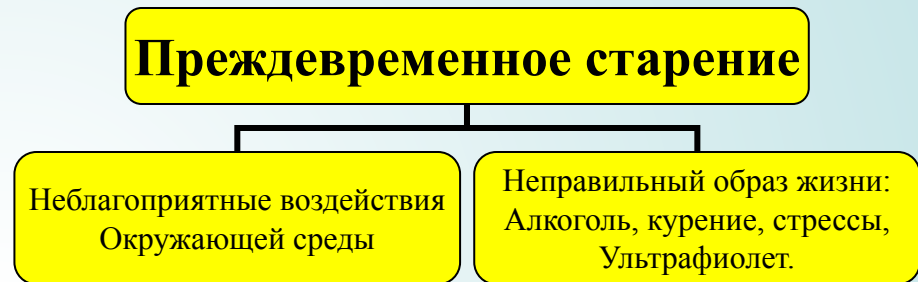 Преждевременное старение
Неблагоприятные воздействия
Окружающей среды
Неправильный образ жизни:
Алкоголь, курение, стрессы,
Ультрафиолет.